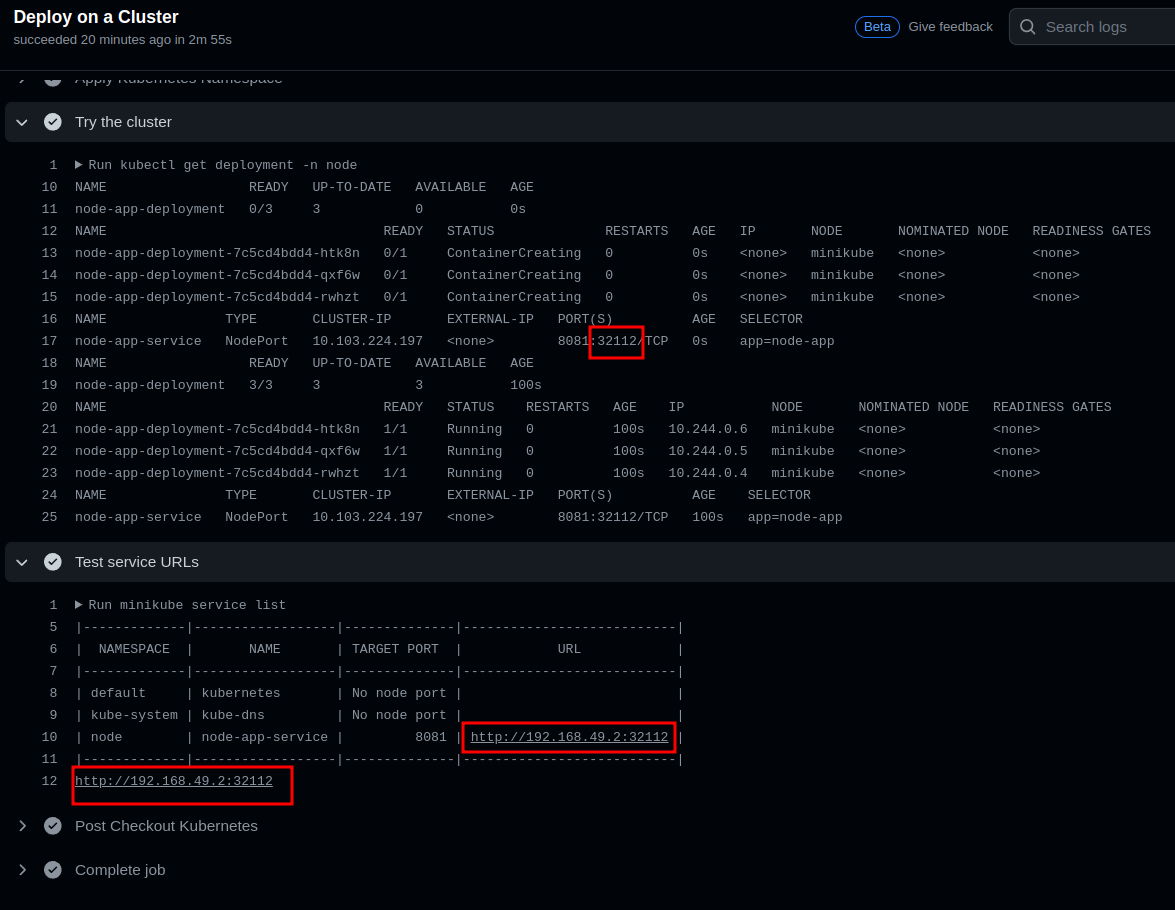 Deploy on a Cluster
succeeded 20 minutes ago in 2m 55s
Beta Give feedback
Search logs
Apply Kubernetes Namespace
Try the cluster
1 Run kubectl get deployment -n node
10 NAME READY UP-TO-DATE AVAILABLE AGE
11 node-app-deployment 0/3 3 0 0s
12 NAME READY STATUS RESTARTS AGE IP NODE NOMINATED NODE READINESS GATES
13 node-app-deployment-7c5cd4bdd4-htk8n 0/1 ContainerCreating 0 0s <none> minikube <none> <none>
14 node-app-deployment-7c5cd4bdd4-qxf6w 0/1 ContainerCreating 0 0s <none> minikube <none> <none>
15 node-app-deployment-7c5cd4bdd4-rwhzt 0/1 ContainerCreating 0 0s <none> minikube <none> <none>
16 NAME TYPE CLUSTER-IP EXTERNAL-IP PORT(S) AGE SELECTOR
17 node-app-service NodePort 10.103.224.197 <none> 8081:32112/TCP 0s app=node-app
18 NAME READY UP-TO-DATE AVAILABLE AGE
19 node-app-deployment 3/3 3 3 100s
20 NAME READY STATUS RESTARTS AGE IP NODE NOMINATED NODE READINESS GATES
21 node-app-deployment-7c5cd4bdd4-htk8n 1/1 Running 0 100s 10.244.0.6 minikube <none> <none>
22 node-app-deployment-7c5cd4bdd4-qxf6w 1/1 Running 0 100s 10.244.0.5 minikube <none> <none>
23 node-app-deployment-7c5cd4bdd4-rwhzt 1/1 Running 0 100s 10.244.0.4 minikube <none> <none>
24 NAME TYPE CLUSTER-IP EXTERNAL-IP PORT(S) AGE SELECTOR
25 node-app-service NodePort 10.103.224.197 <none> 8081:32112/TCP 100s app=node-app
Test service URLs
1 Run minikube service list
5 |-------------|------------------|--------------|---------------------------|
6 | NAMESPACE | NAME | TARGET PORT | URL |
7 |-------------|------------------|--------------|---------------------------|
8 | default | kubernetes | No node port | |
9 | kube-system | kube-dns | No node port | |
10 | node | node-app-service | 8081 | http://192.168.49.2:32112 |
11 |-------------|------------------|--------------|---------------------------|
12 http://192.168.49.2:32112
Post Checkout Kubernetes
Complete job